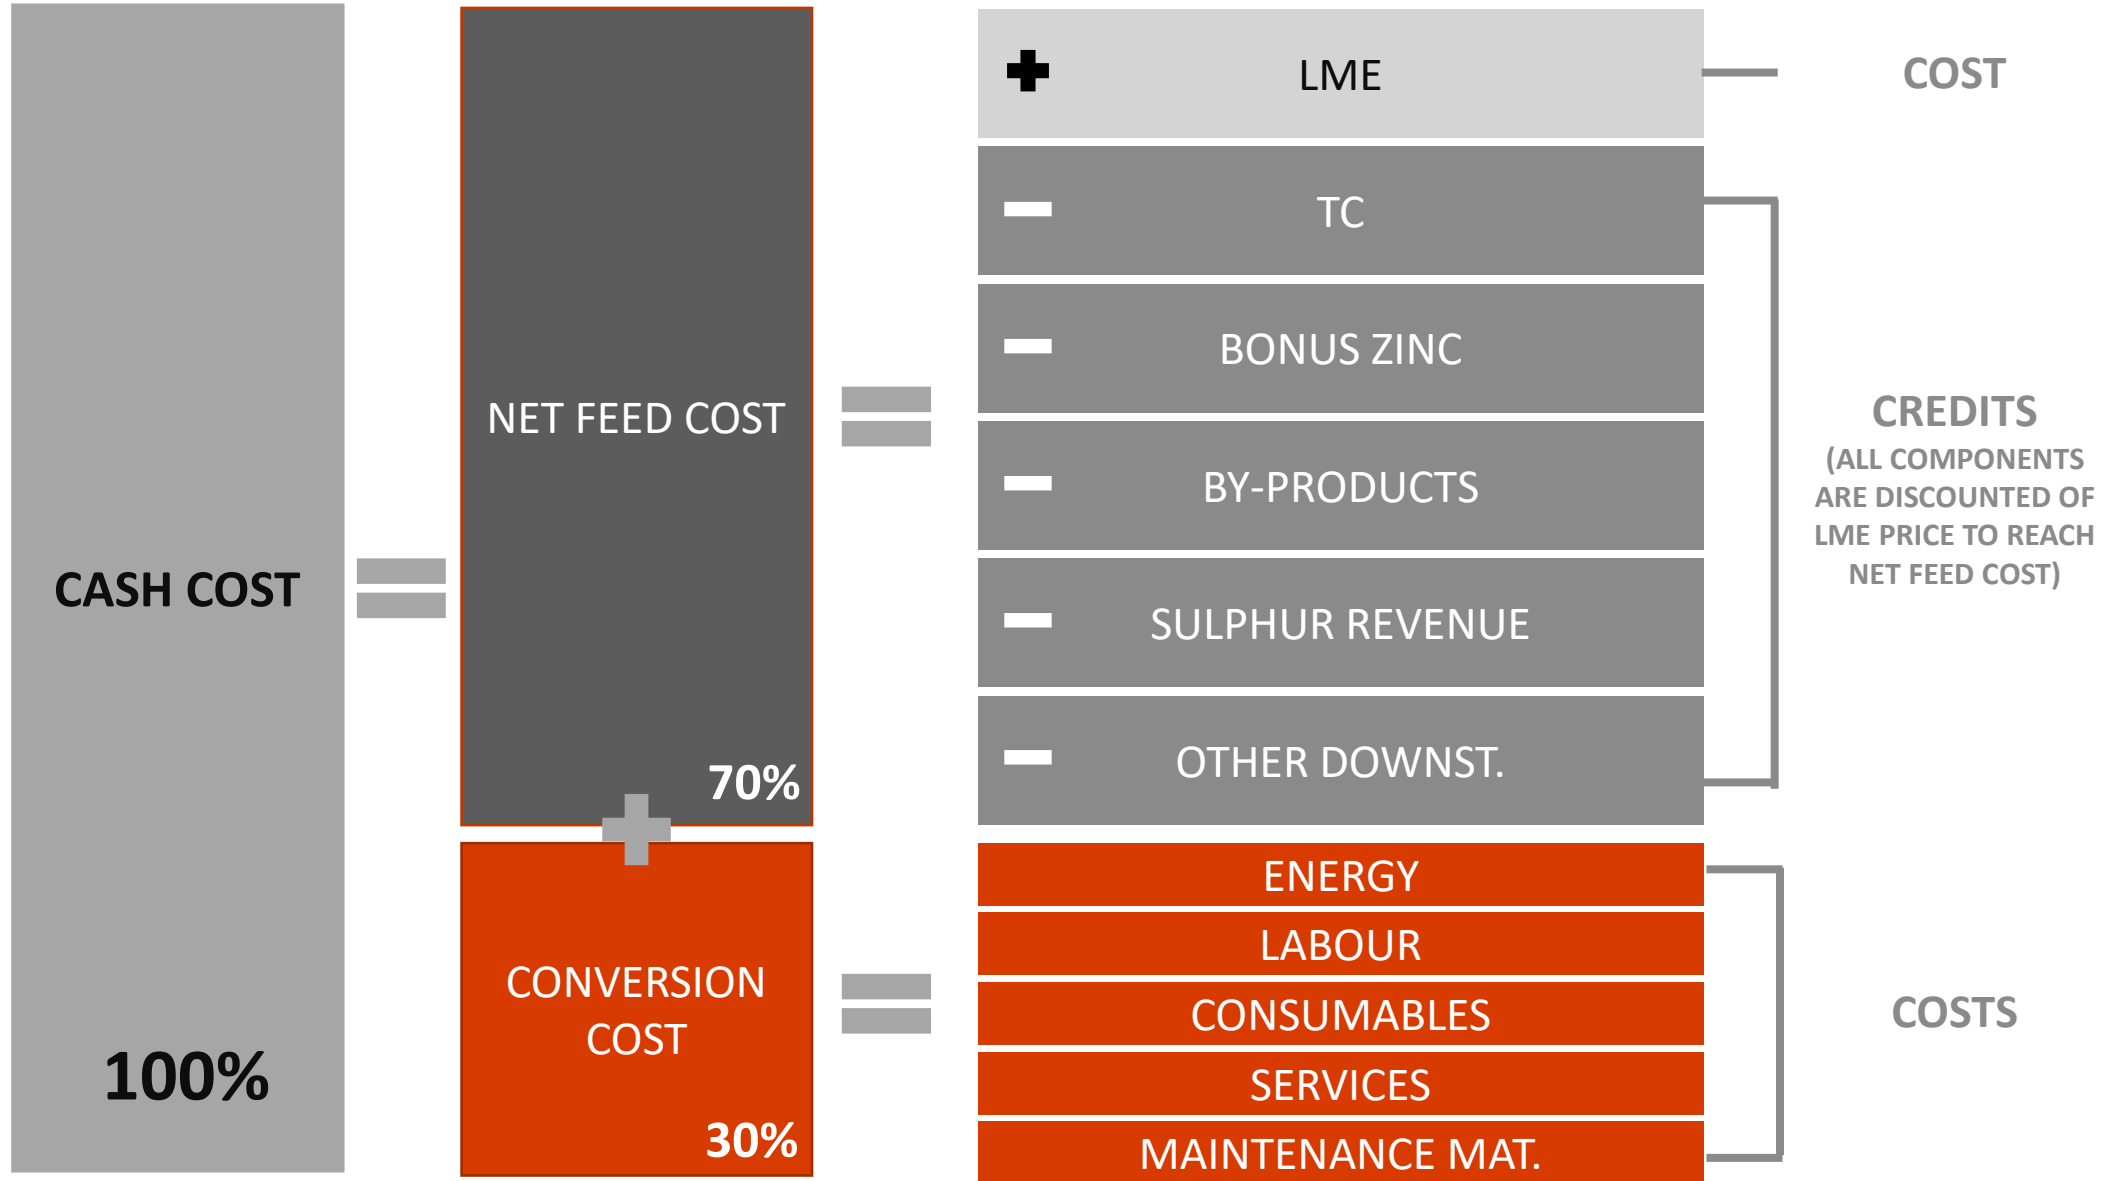 CASH COST
100%
NET FEED COST
70%
CONVERSION
COST
30%
LME
TC
BONUS ZINC
BY-PRODUCTS
SULPHUR REVENUE
OTHER DOWNST.
ENERGY
LABOUR
CONSUMABLES
SERVICES
MAINTENANCE MAT.
COST
CREDITS
(ALL COMPONENTS
ARE DISCOUNTED OF
LME PRICE TO REACH
NET FEED COST)
COSTS